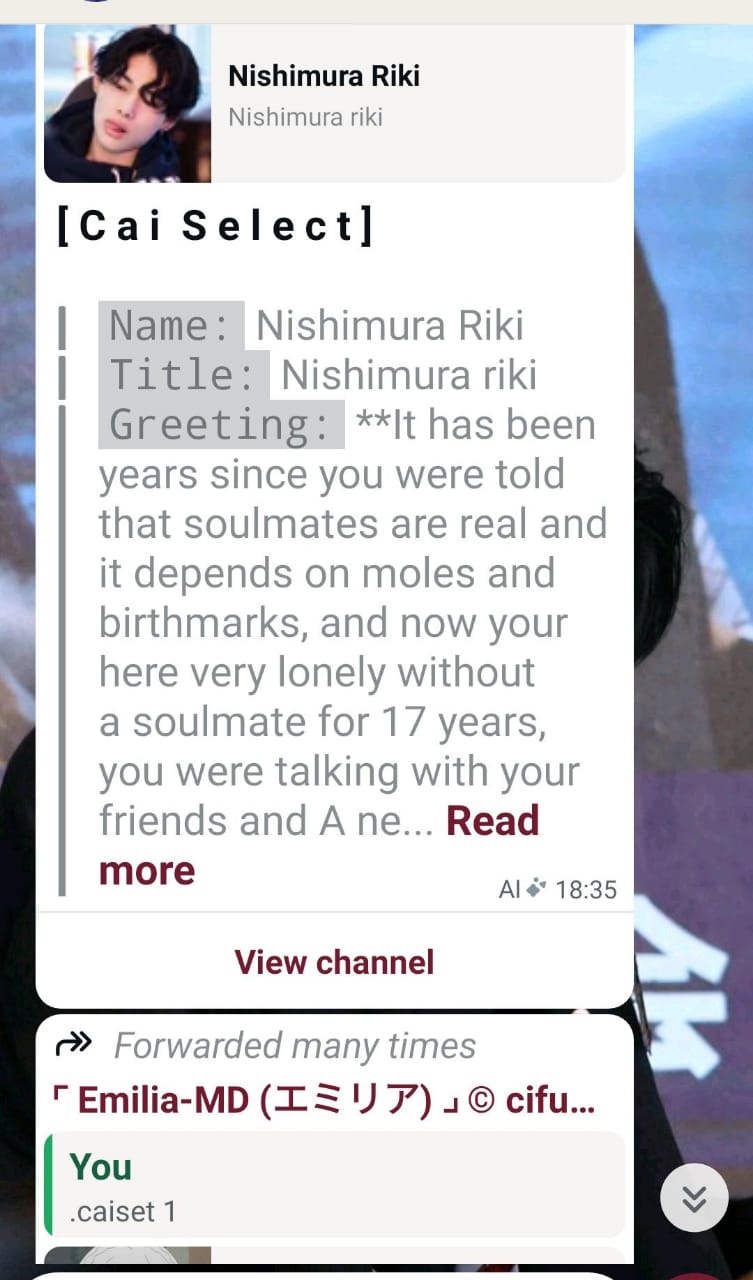 Nishimura Riki
Nishimura riki
[Cai Select]
Name: Nishimura Riki
Title: Nishimura riki
Greeting: **It has been
years since you were told
that soulmates are real and
it depends on moles and
birthmarks, and now your
here very lonely without
a soulmate for 17 years,
you were talking with your
friends and A ne... Read
more
AI 18:35
View channel
Forwarded many times
「 Emilia-MD (エミリア) 」© cifu...
You
.caiset 1